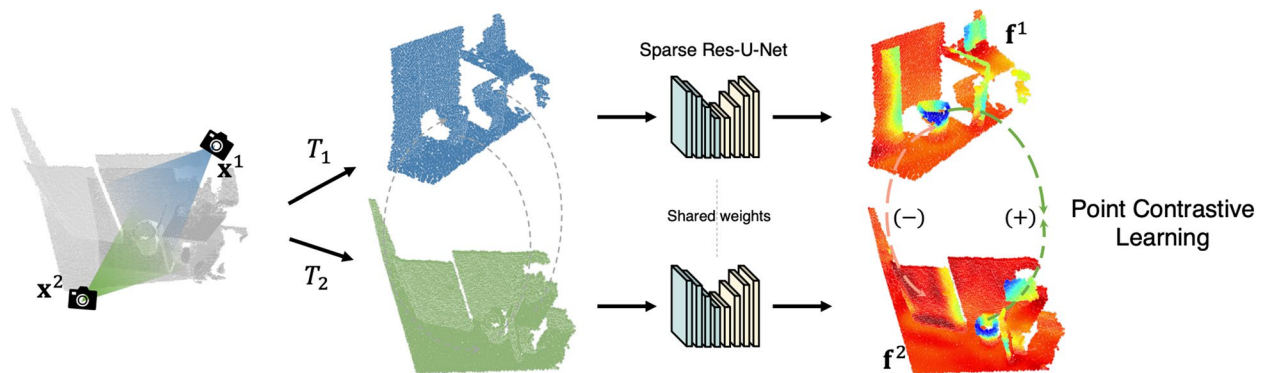 x¹
x²
T₁
T₂
Sparse Res-U-Net
Shared weights
f¹
(−)
(+)
f²
Point Contrastive
Learning